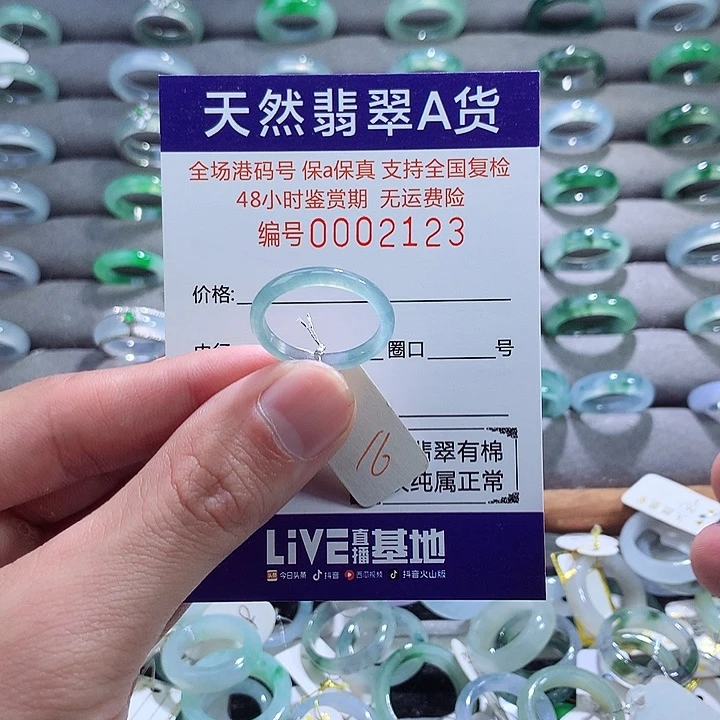 天然翡翠A货
全场港码号 保a保真 支持全国复检
48小时鉴赏期 无运费险
编号0002123
价格:
圈口 号
翡翠有棉
纯属正常
16
LiVE直播基地
头条 今日头条 抖音 西瓜视频 抖音火山版